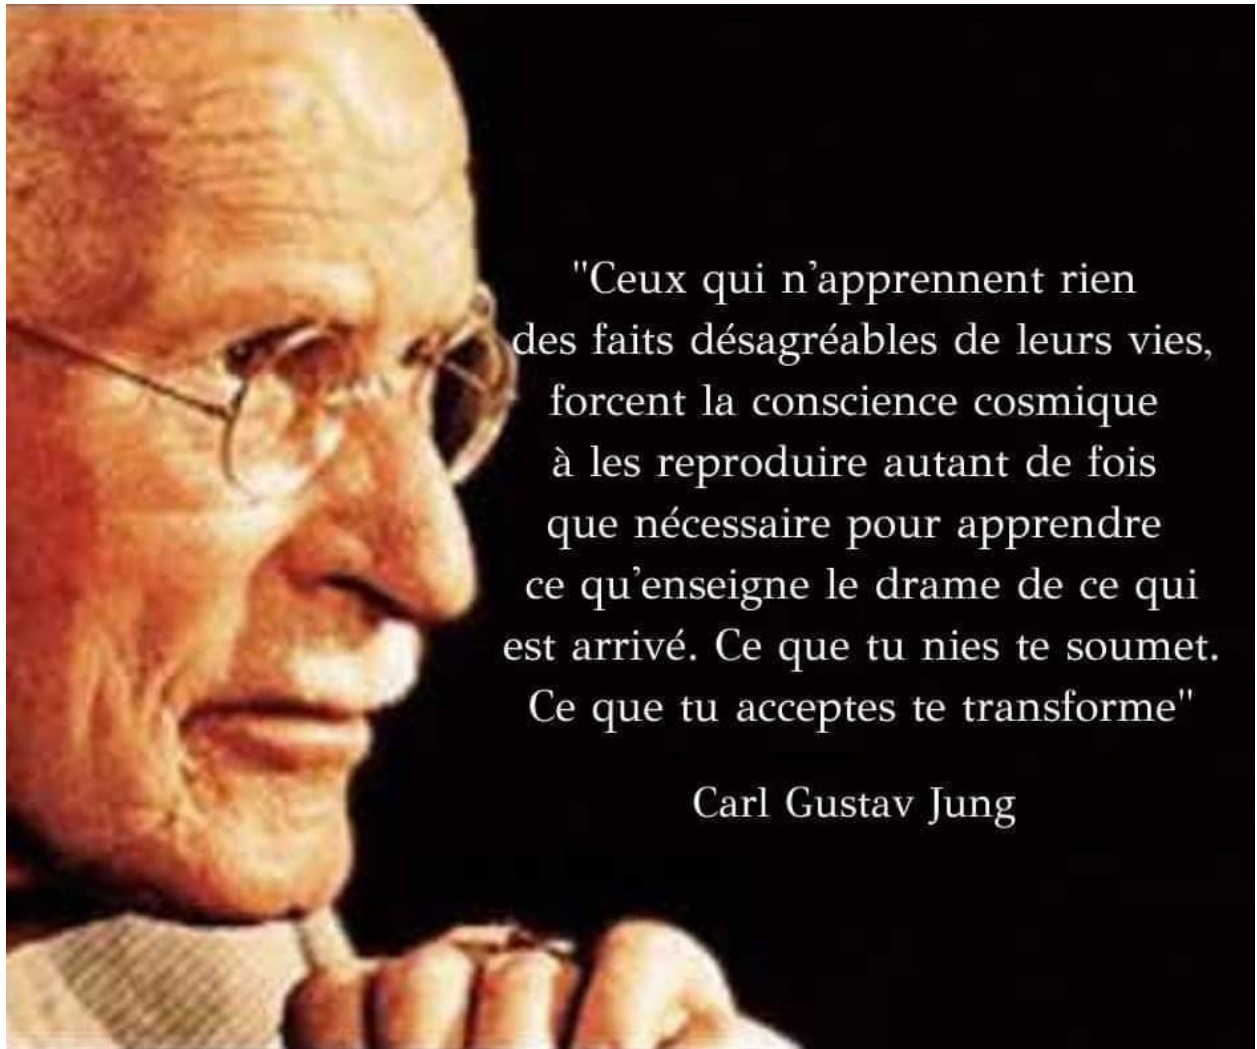 "Ceux qui n’apprennent rien
des faits désagréables de leurs vies,
forcent la conscience cosmique
à les reproduire autant de fois
que nécessaire pour apprendre
ce qu’enseigne le drame de ce qui
est arrivé. Ce que tu nies te soumet.
Ce que tu acceptes te transforme"
Carl Gustav Jung